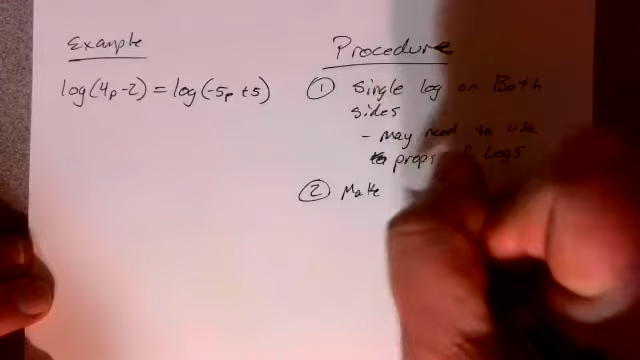 Example
log(4p-2) = log(-5p+5)
Procedure
① Single log on Both
sides
- may need to use
props of Logs
② Make